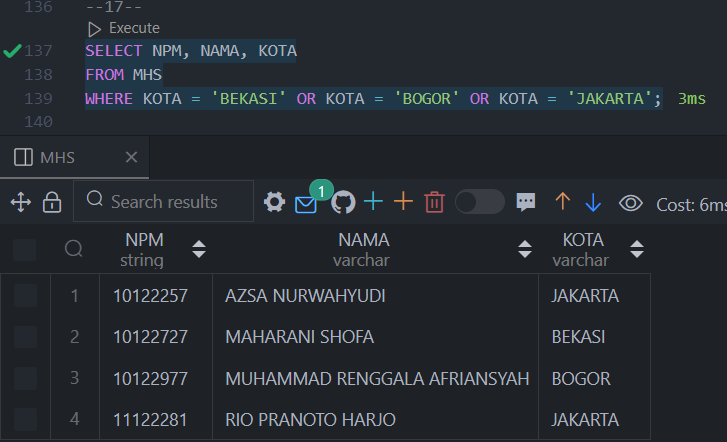 136 --17--
Execute
137 SELECT NPM, NAMA, KOTA
138 FROM MHS
139 WHERE KOTA = 'BEKASI' OR KOTA = 'BOGOR' OR KOTA = 'JAKARTA'; 3ms
140
MHS
Search results 1 Cost: 6ms
NPM NAMA KOTA
string varchar varchar
1 10122257 AZSA NURWAHYUDI JAKARTA
2 10122727 MAHARANI SHOFA BEKASI
3 10122977 MUHAMMAD RENGGALA AFRIANSYAH BOGOR
4 11122281 RIO PRANOTO HARJO JAKARTA